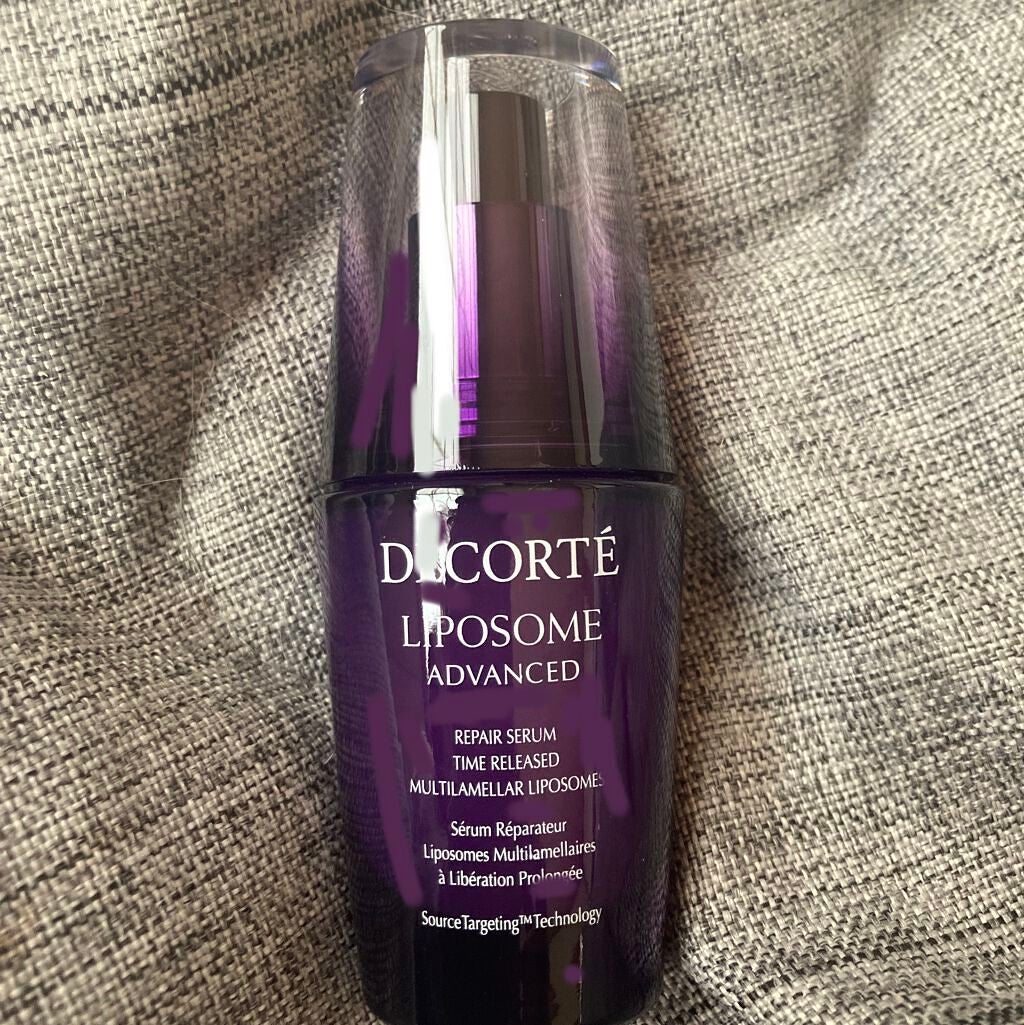 DECORTÉ
LIPOSOME
ADVANCED
REPAIR SERUM
TIME RELEASED
MULTILAMELLAR LIPOSOMES
Sérum Réparateur
Liposomes Multilamellaires
à Libération Prolongée
SourceTargeting™Technology